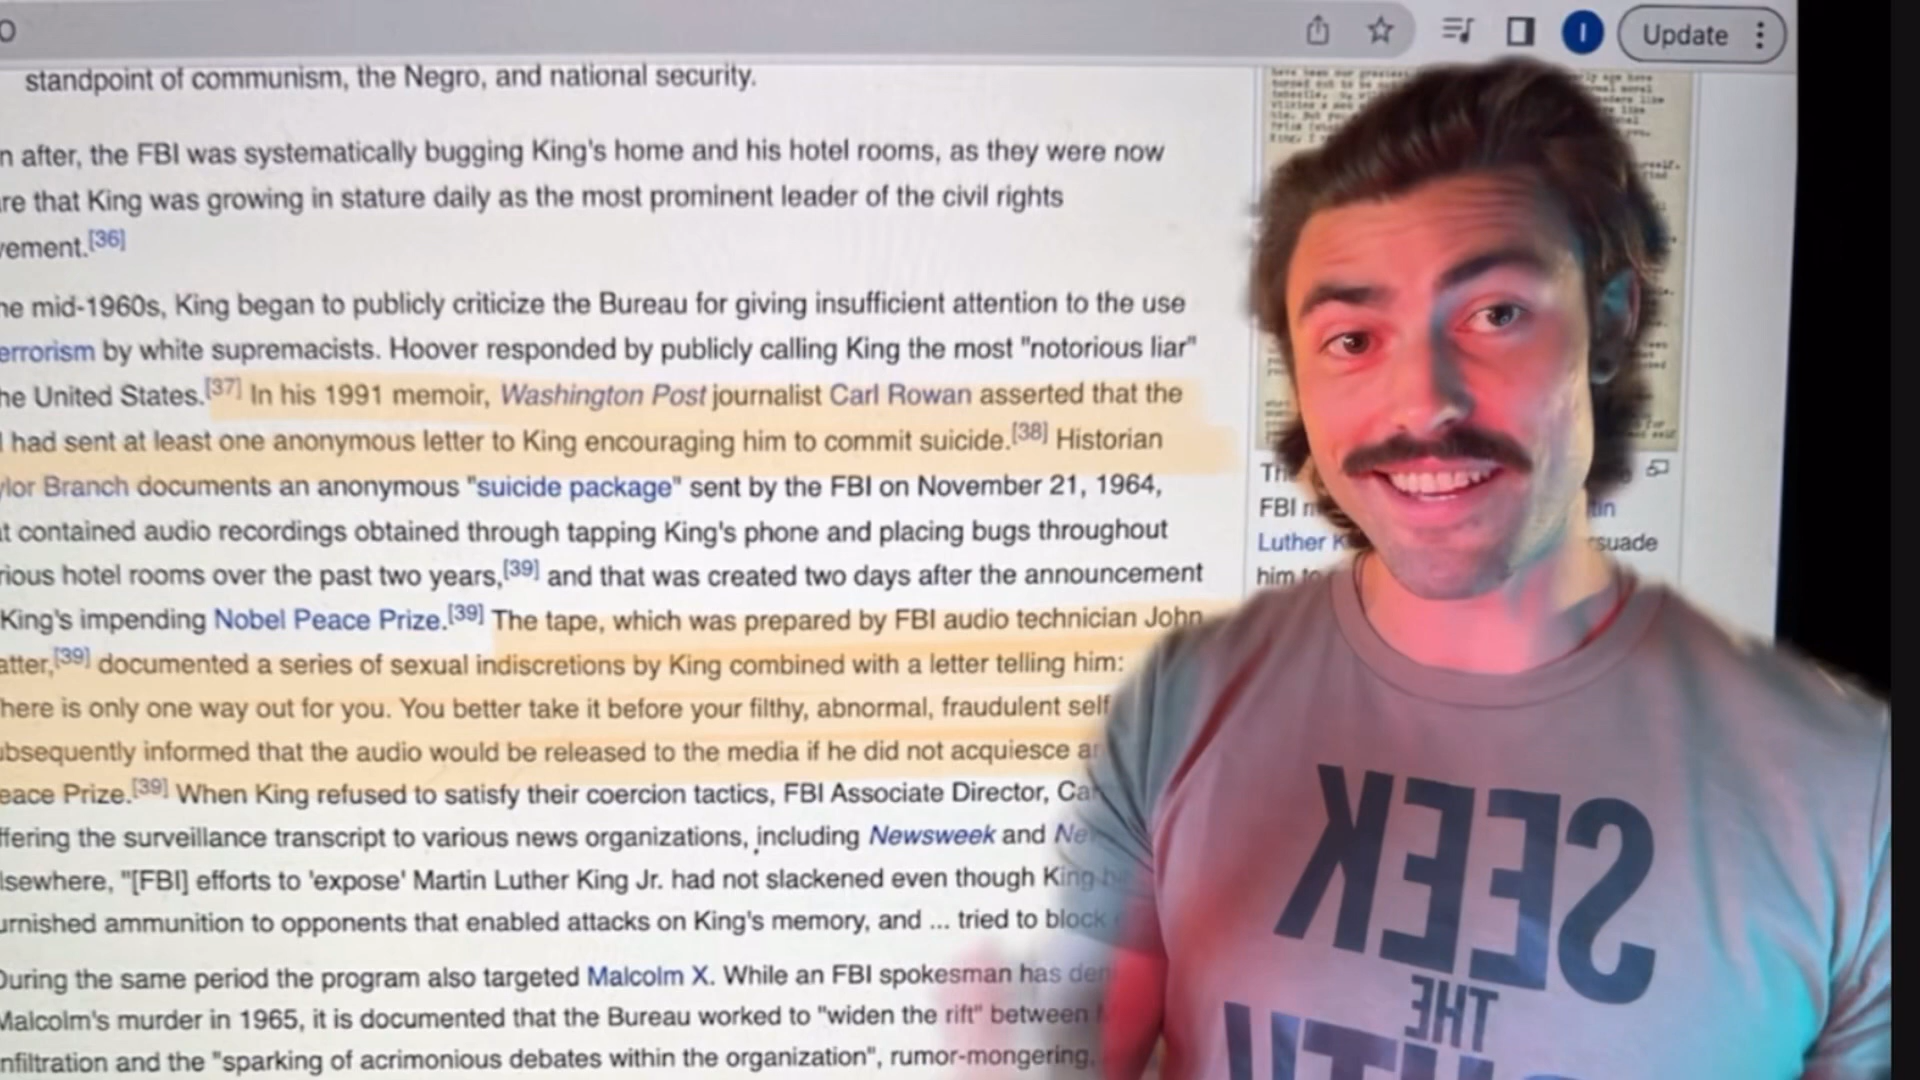 Update
standpoint of communism, the Negro, and national security.
n after, the FBI was systematically bugging King's home and his hotel rooms, as they were now
re that King was growing in stature daily as the most prominent leader of the civil rights
vement.[36]
he mid-1960s, King began to publicly criticize the Bureau for giving insufficient attention to the use
errorism by white supremacists. Hoover responded by publicly calling King the most "notorious liar"
he United States.[37] In his 1991 memoir, Washington Post journalist Carl Rowan asserted that the
I had sent at least one anonymous letter to King encouraging him to commit suicide.[38] Historian
ylor Branch documents an anonymous "suicide package" sent by the FBI on November 21, 1964,
t contained audio recordings obtained through tapping King's phone and placing bugs throughout
rious hotel rooms over the past two years,[39] and that was created two days after the announcement
King's impending Nobel Peace Prize.[39] The tape, which was prepared by FBI audio technician John
atter,[39] documented a series of sexual indiscretions by King combined with a letter telling him:
here is only one way out for you. You better take it before your filthy, abnormal, fraudulent self
ubsequently informed that the audio would be released to the media if he did not acquiesce a
eace Prize.[39] When King refused to satisfy their coercion tactics, FBI Associate Director, Ca
ffering the surveillance transcript to various news organizations, including Newsweek and Ne
lsewhere, "[FBI] efforts to 'expose' Martin Luther King Jr. had not slackened even though King
urnished ammunition to opponents that enabled attacks on King's memory, and ... tried to block
During the same period the program also targeted Malcolm X. While an FBI spokesman has den
Malcolm's murder in 1965, it is documented that the Bureau worked to "widen the rift" between
nfiltration and the "sparking of acrimonious debates within the organization", rumor-mongering,
Th
FBI
Luther K suade
him to
SEEK
THE